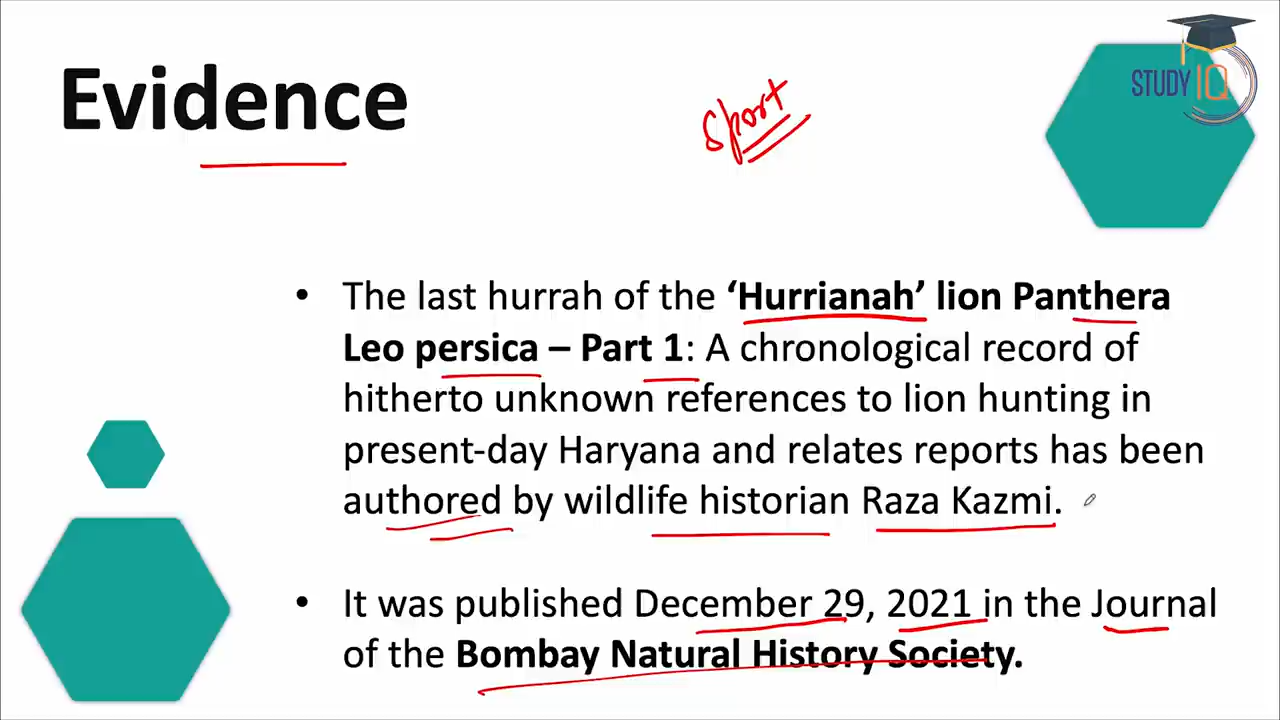 STUDY IQ
Evidence
Sport
• The last hurrah of the ‘Hurrianah’ lion Panthera
Leo persica – Part 1: A chronological record of
hitherto unknown references to lion hunting in
present-day Haryana and relates reports has been
authored by wildlife historian Raza Kazmi.
• It was published December 29, 2021 in the Journal
of the Bombay Natural History Society.